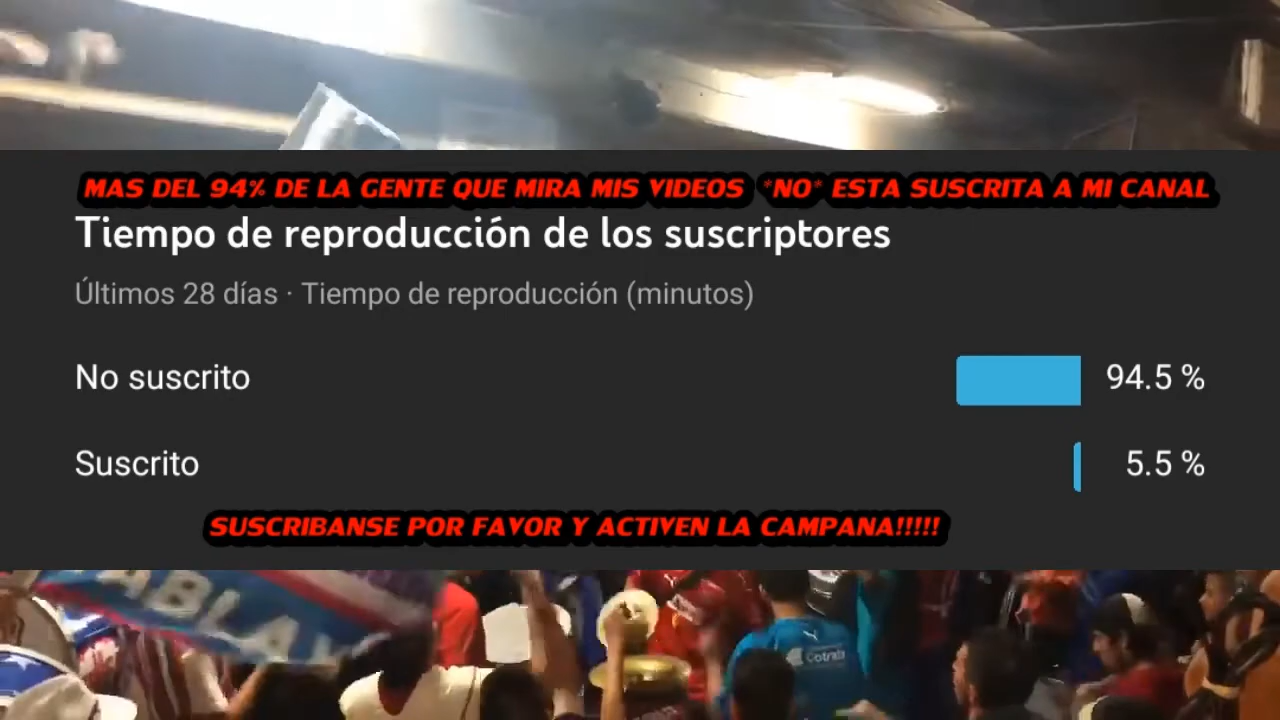 MAS DEL 94% DE LA GENTE QUE MIRA MIS VIDEOS *NO* ESTA SUSCRITA A MI CANAL
Tiempo de reproducción de los suscriptores
Últimos 28 días · Tiempo de reproducción (minutos)
No suscrito 94.5 %
Suscrito 5.5 %
SUSCRIBANSE POR FAVOR Y ACTIVEN LA CAMPANA!!!!!
Cotrab